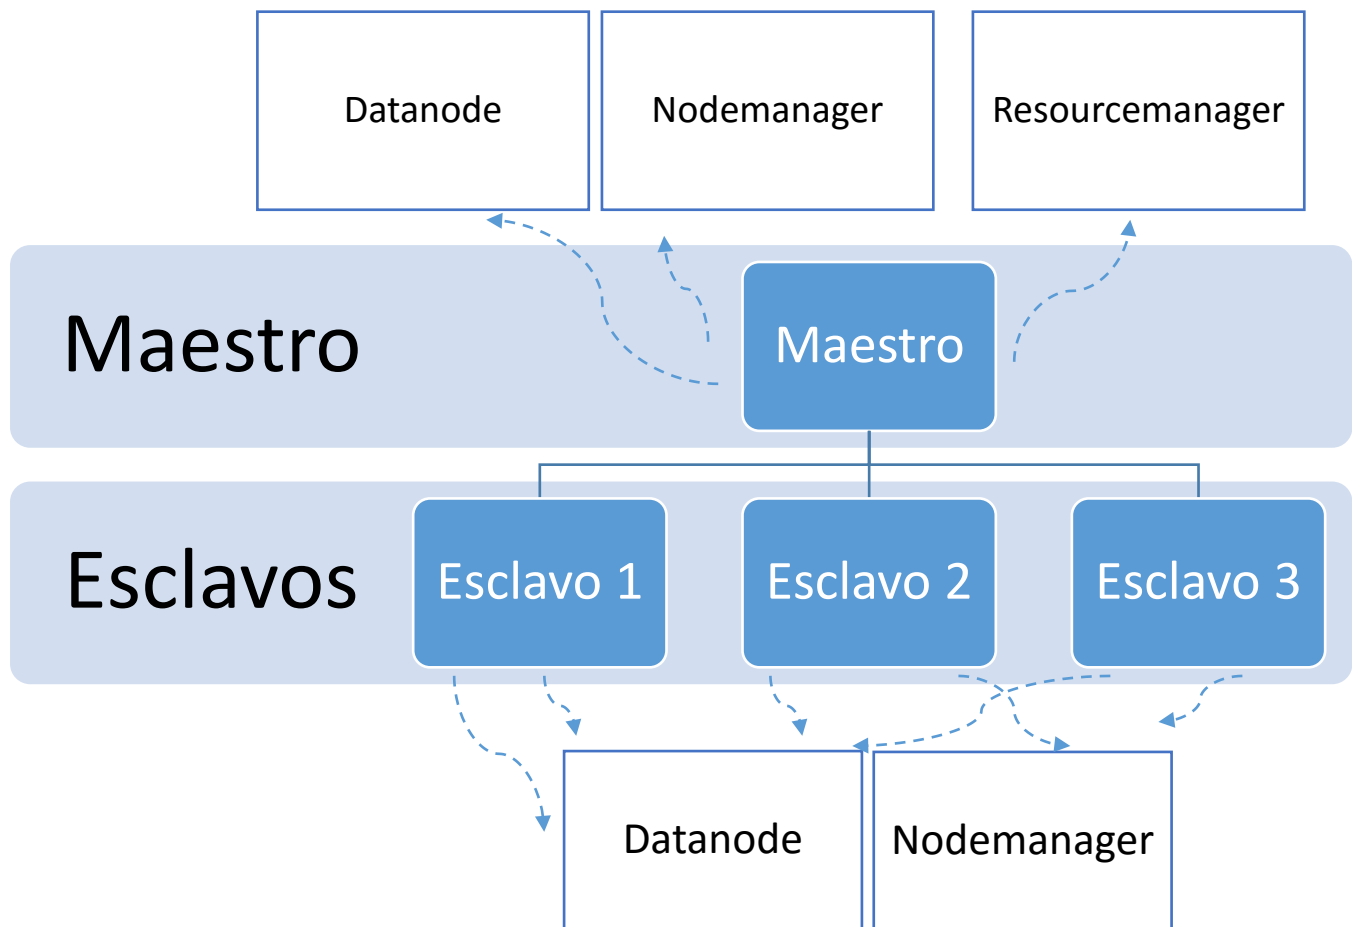 Datanode
Nodemanager
Resourcemanager
Maestro
Maestro
Esclavos
Esclavo 1
Esclavo 2
Esclavo 3
Datanode
Nodemanager